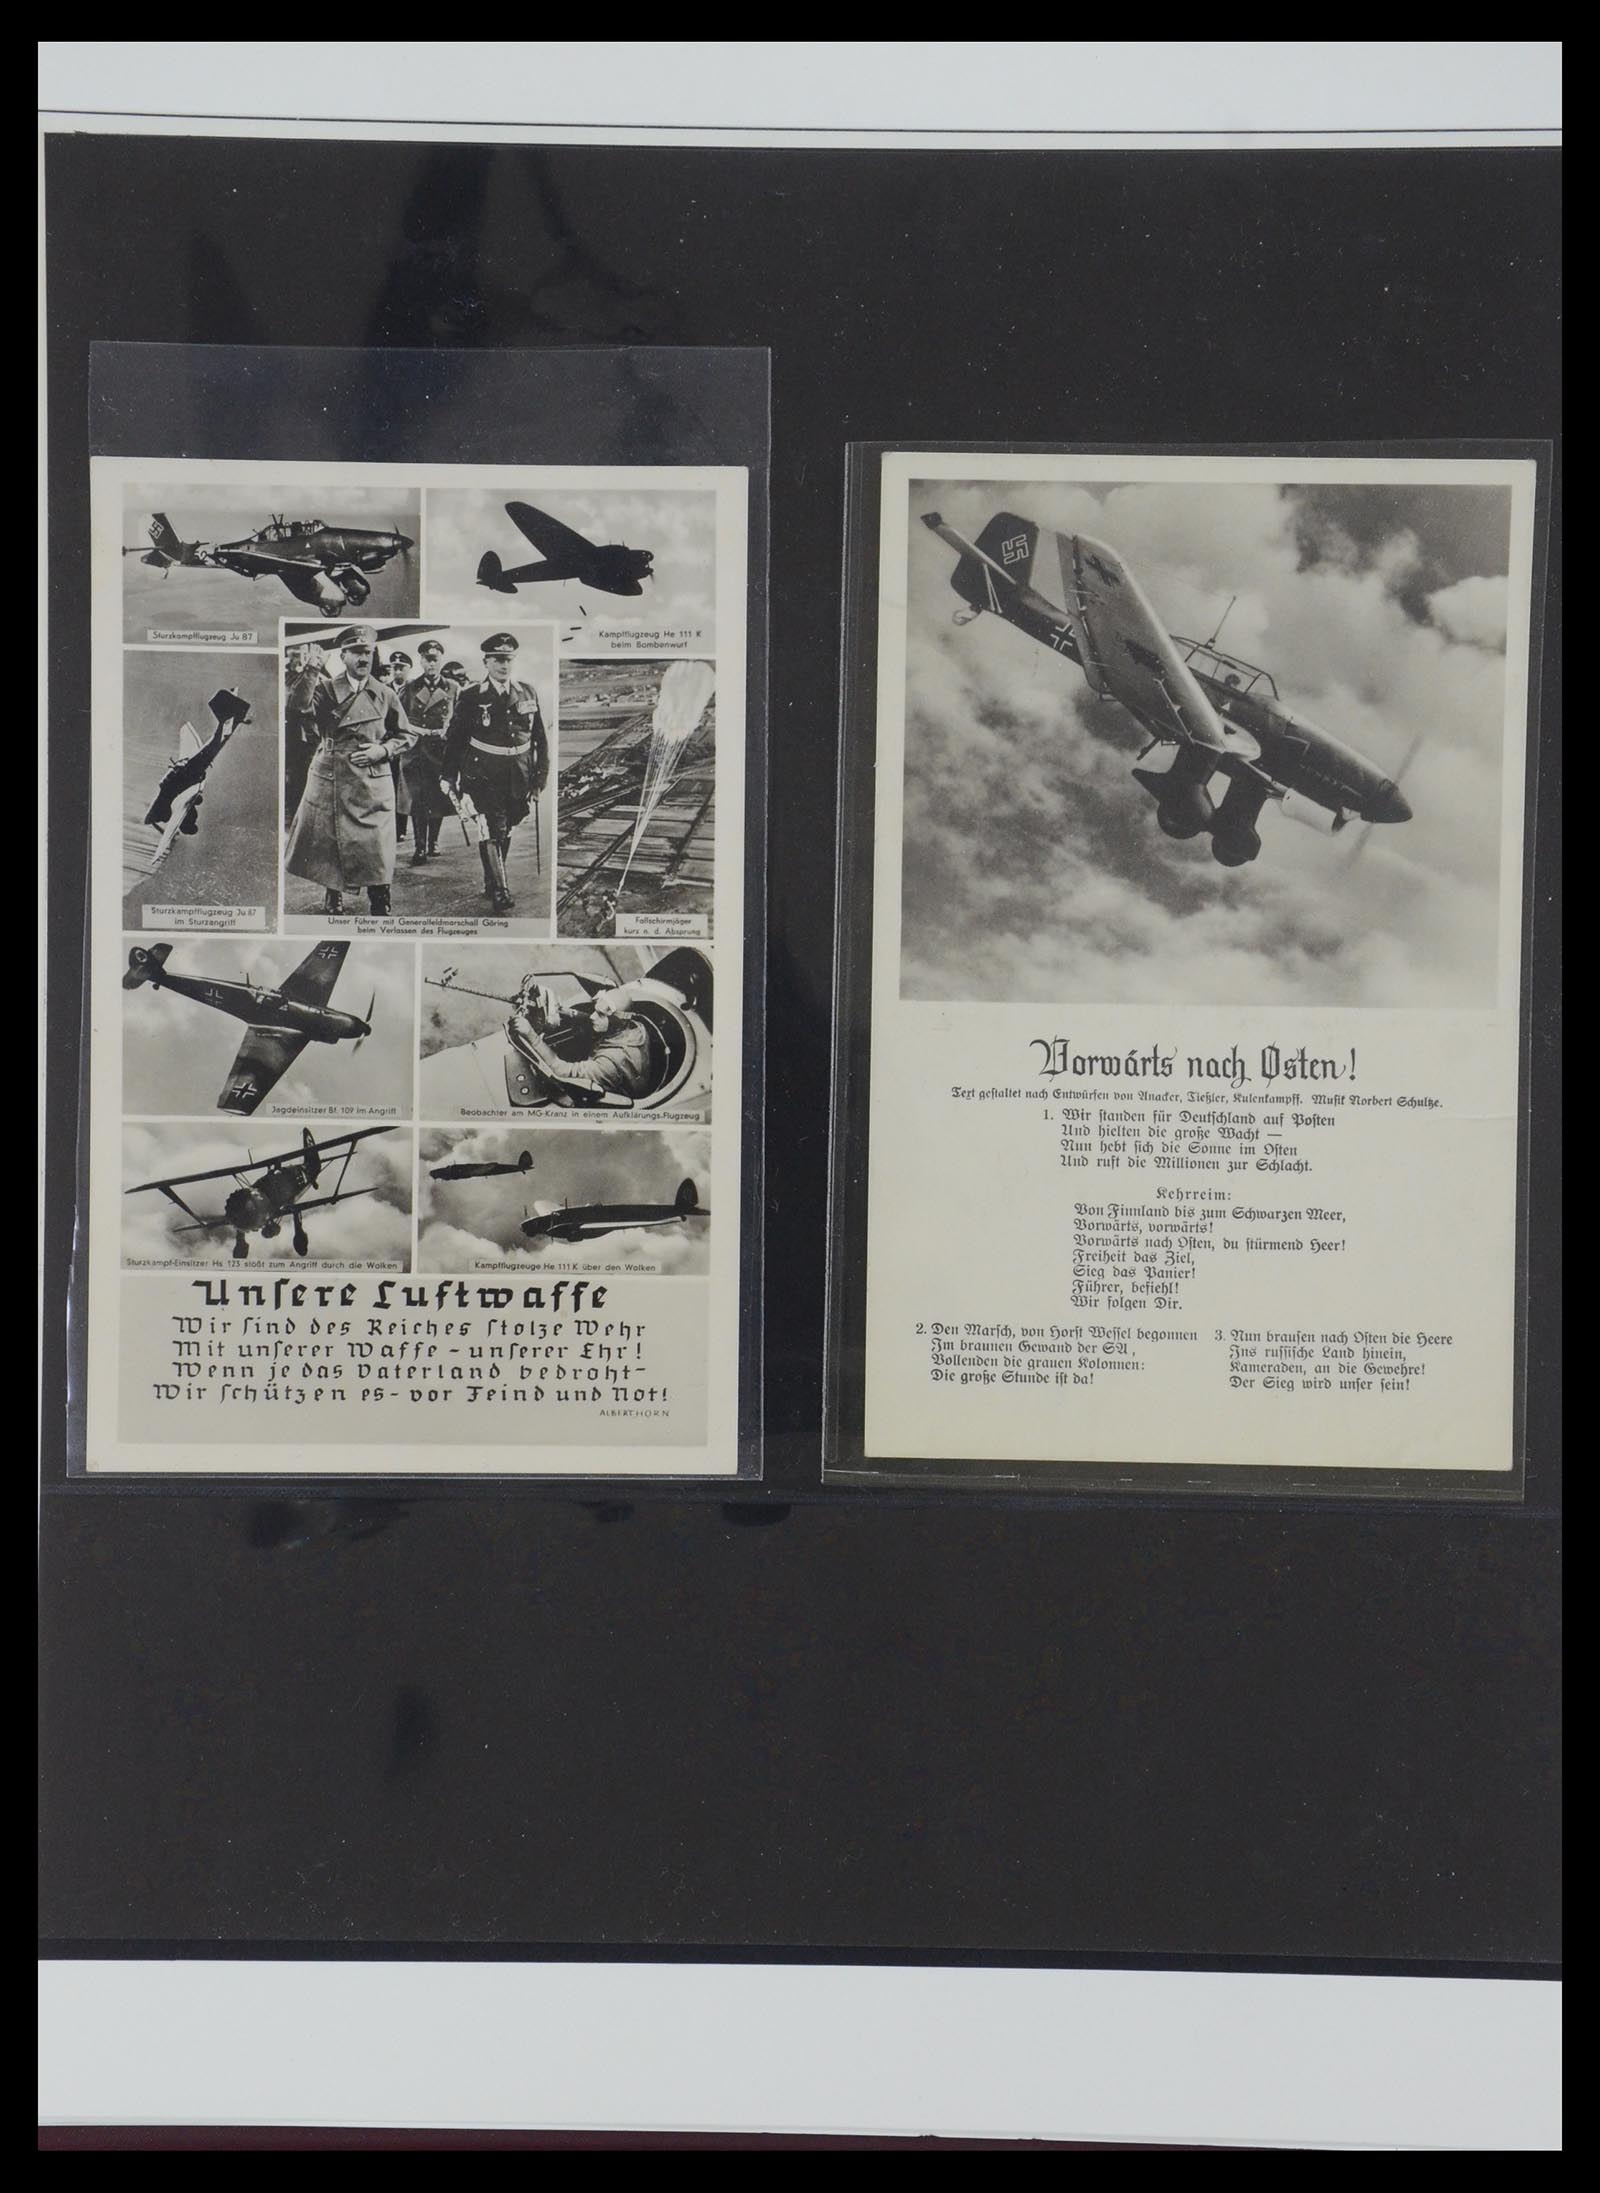 Sturzkampfflugzeug Ju 87
Kampfflugzeug He 111 K
beim Bombenwurf
Sturzkampfflugzeug Ju 87
im Sturzangriff
Unser Führer mit Generalfeldmarschall Göring
beim Verlassen des Flugzeuges
Fallschirmjäger
kurz n. d. Absprung
Jagdeinsitzer Bf. 109 im Angriff
Beobachter am MG-Kranz in einem Aufklärungs-Flugzeug
Sturzkampf-Einsitzer Hs 123 stößt zum Angriff durch die Wolken
Kampfflugzeuge He 111 K über den Wolken
Unsere Luftwaffe
Wir sind des Reiches stolze Wehr
Mit unserer Waffe - unserer Ehr!
Wenn je das Vaterland bedroht-
Wir schützen es- vor Feind und Not!
ALBERT HORN
Vorwärts nach Osten!
Text gestaltet nach Entwürfen von Anacker, Tießler, Kulenkampff. Musik Norbert Schultze.
1. Wir standen für Deutschland auf Posten
Und hielten die große Wacht —
Nun hebt sich die Sonne im Osten
Und ruft die Millionen zur Schlacht.
Kehrreim:
Von Finnland bis zum Schwarzen Meer,
Vorwärts, vorwärts!
Vorwärts nach Osten, du stürmend Heer!
Freiheit das Ziel,
Sieg das Panier!
Führer, befiehl!
Wir folgen Dir.
2. Den Marsch, von Horst Wessel begonnen
Im braunen Gewand der SA,
Vollenden die grauen Kolonnen:
Die große Stunde ist da!
3. Nun brausen nach Osten die Heere
Ins russische Land hinein,
Kameraden, an die Gewehre!
Der Sieg wird unser sein!